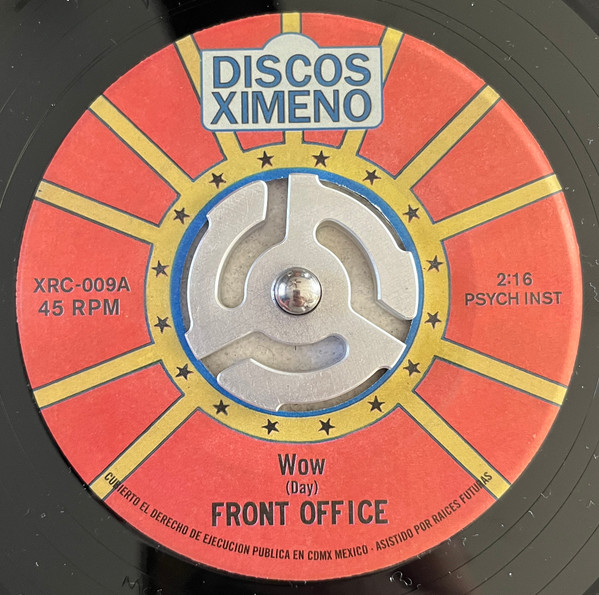 DISCOS
XIMENO
XRC-009A
45 RPM
2:16
PSYCH INST
Wow
(Day)
FRONT OFFICE
CUBIERTO EL DERECHO DE EJECUCION PUBLICA EN CDMX MEXICO - ASISTIDO POR RAICES FUTURAS